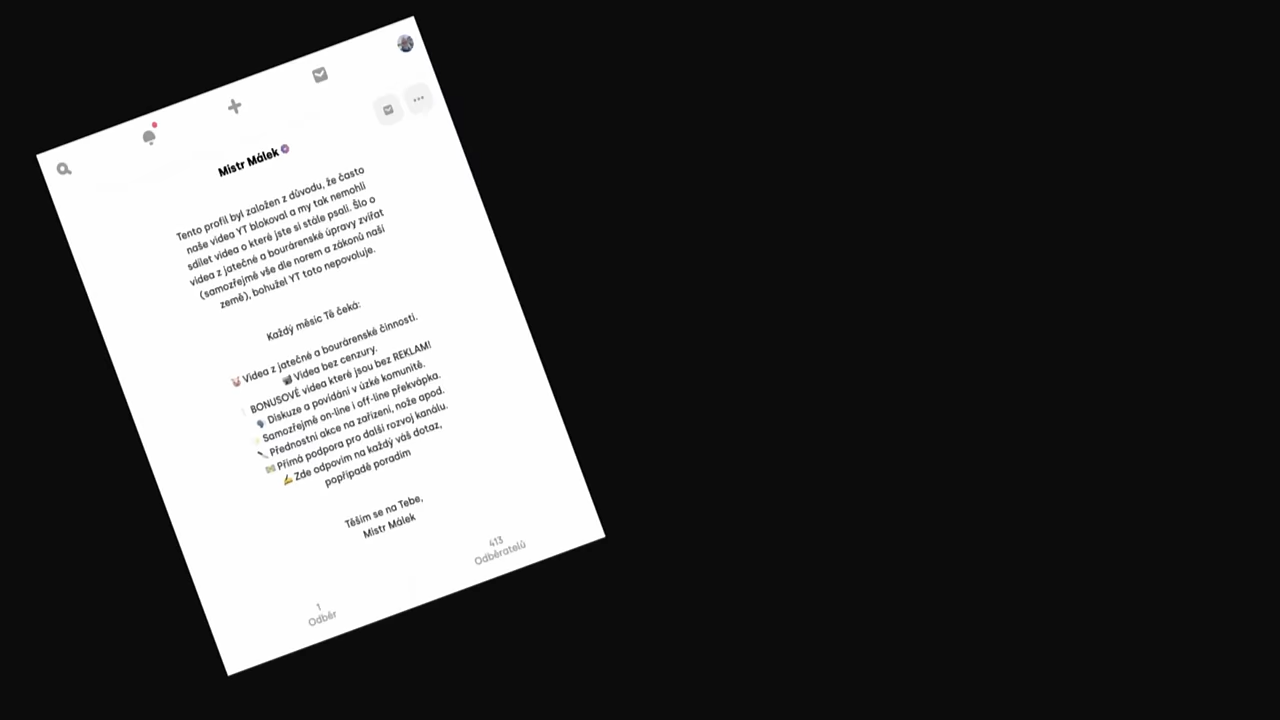 Mistr Málek
Tento profil byl založen z důvodu, že často
naše videa YT blokoval a my tak nemohli
sdílet videa o které jste si stále psali. Šlo o
videa z jatečné a bourárenské úpravy zvířat
(samozřejmě vše dle norem a zákonů naší
země), bohužel YT toto nepovoluje.
Každý měsíc Tě čeká:
Videa z jatečné a bourárenské činnosti.
Videa bez cenzury.
BONUSOVÉ videa které jsou bez REKLAM!
Diskuze a povídání v úzké komunitě.
Samozřejmě on-line i off-line překvápka.
Přednostní akce na zařízení, nože apod.
Přímá podpora pro další rozvoj kanálu.
Zde odpovím na každý váš dotaz,
popřípadě poradím
Těším se na Tebe,
Mistr Málek
1
Odběr
413
Odběratelů